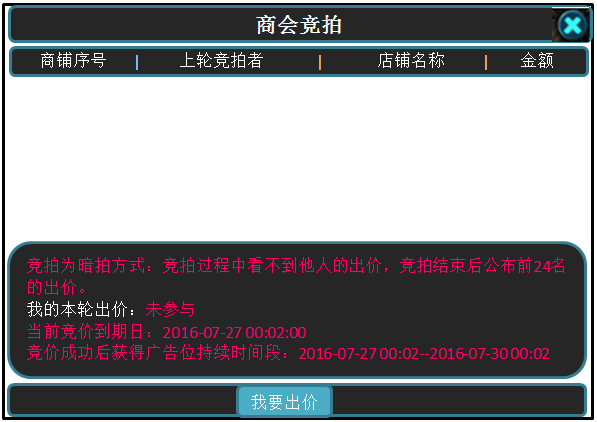 商会竞拍
商铺序号 | 上轮竞拍者 | 店铺名称 | 金额
竞拍为暗拍方式：竞拍过程中看不到他人的出价，竞拍结束后公布前24名
的出价。
我的本轮出价：未参与
当前竞价到期日：2016-07-27 00:02:00
竞价成功后获得广告位持续时间段：2016-07-27 00:02--2016-07-30 00:02
我要出价